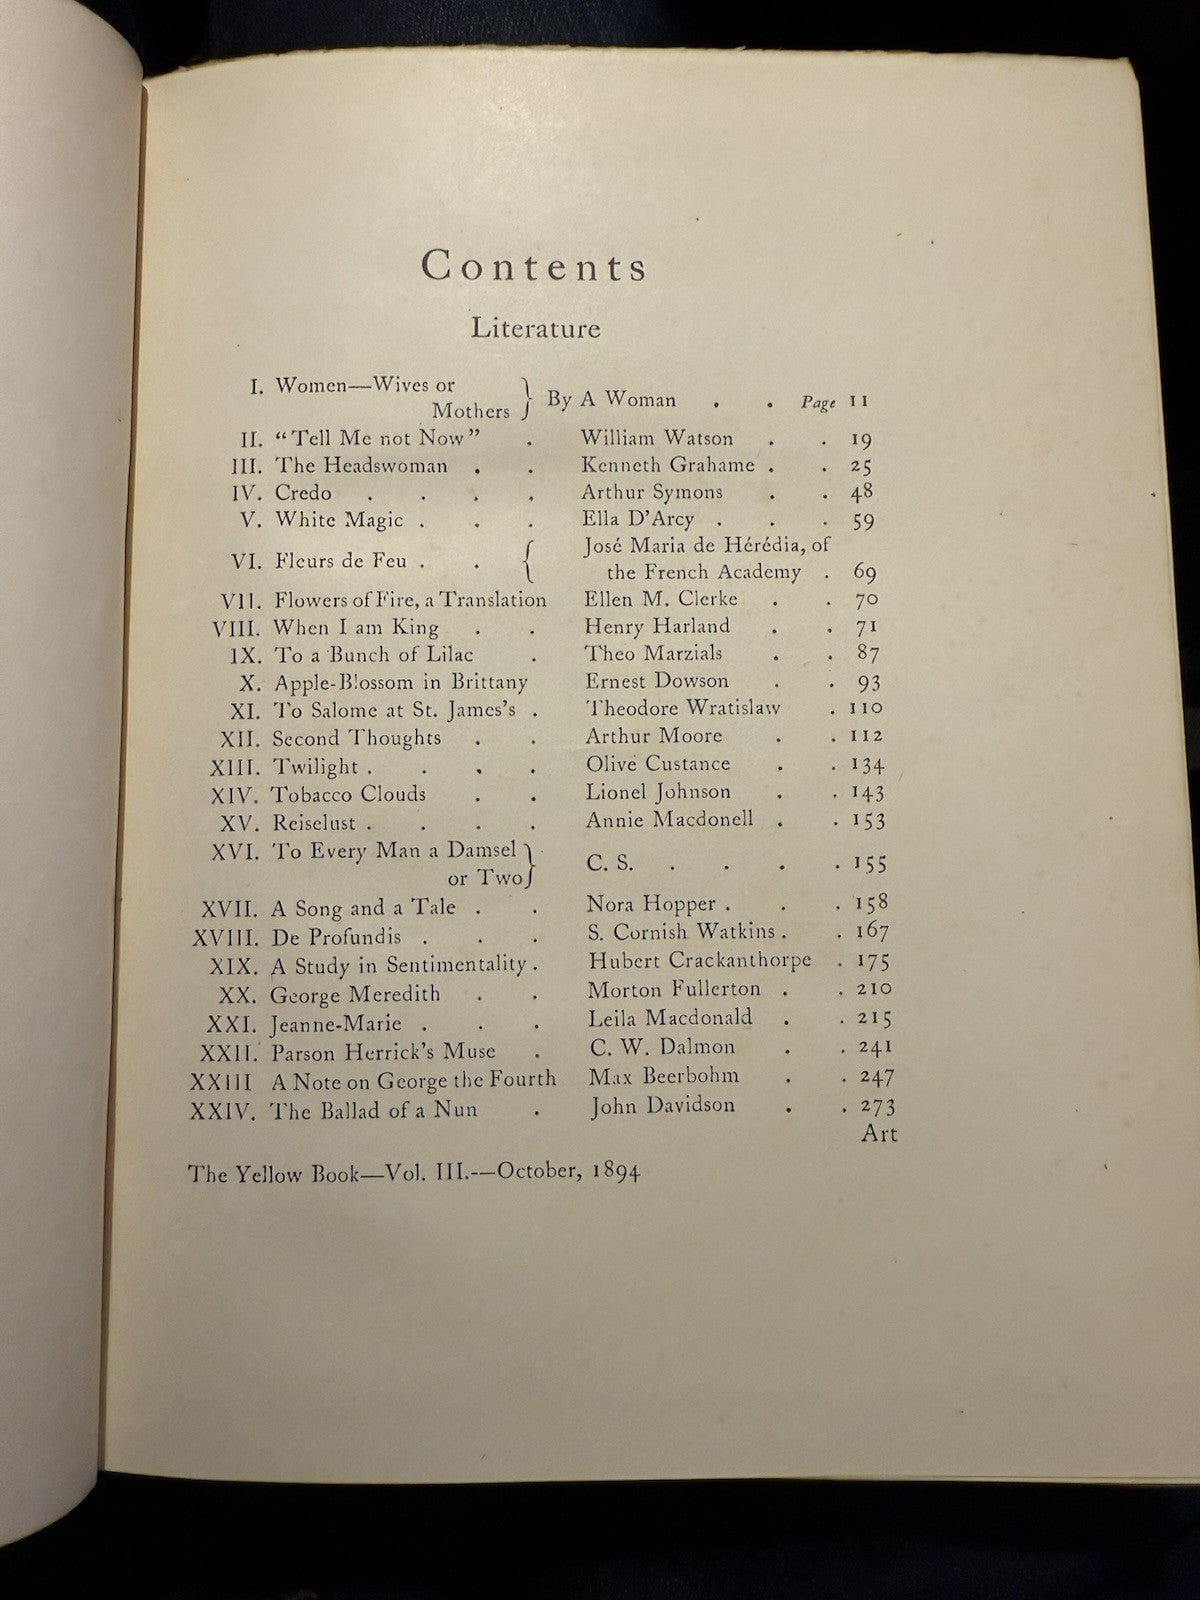 Contents
Literature
I. Women—Wives or Mothers } By A Woman . . Page 11
II. “Tell Me not Now” . William Watson . . 19
III. The Headswoman . . Kenneth Grahame . . 25
IV. Credo . . . . Arthur Symons . . 48
V. White Magic . . . Ella D'Arcy . . . 59
VI. Fleurs de Feu . . { José Maria de Hérédia, of the French Academy . 69
VII. Flowers of Fire, a Translation Ellen M. Clerke . . 70
VIII. When I am King . . Henry Harland . . 71
IX. To a Bunch of Lilac . Theo Marzials . . 87
X. Apple-Blossom in Brittany Ernest Dowson . . 93
XI. To Salome at St. James's . Theodore Wratislaw . 110
XII. Second Thoughts . . Arthur Moore . . 112
XIII. Twilight . . . . Olive Custance . . 134
XIV. Tobacco Clouds . . Lionel Johnson . . 143
XV. Reiselust . . . . Annie Macdonell . . 153
XVI. To Every Man a Damsel or Two } C. S. . . . . 155
XVII. A Song and a Tale . . Nora Hopper . . . 158
XVIII. De Profundis . . . S. Cornish Watkins . . 167
XIX. A Study in Sentimentality . Hubert Crackanthorpe . 175
XX. George Meredith . . Morton Fullerton . . 210
XXI. Jeanne-Marie . . . Leila Macdonald . . 215
XXII. Parson Herrick's Muse . C. W. Dalmon . . 241
XXIII A Note on George the Fourth Max Beerbohm . . 247
XXIV. The Ballad of a Nun . John Davidson . . 273
Art
The Yellow Book—Vol. III.—October, 1894